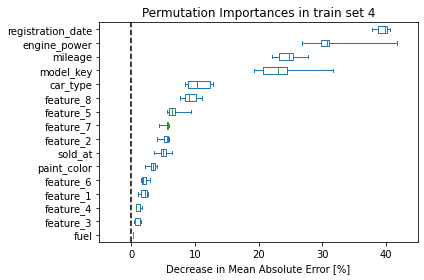 Permutation Importances in train set 4
registration_date
engine_power
mileage
model_key
car_type
feature_8
feature_5
feature_7
feature_2
sold_at
paint_color
feature_6
feature_1
feature_4
feature_3
fuel
0 10 20 30 40
Decrease in Mean Absolute Error [%]